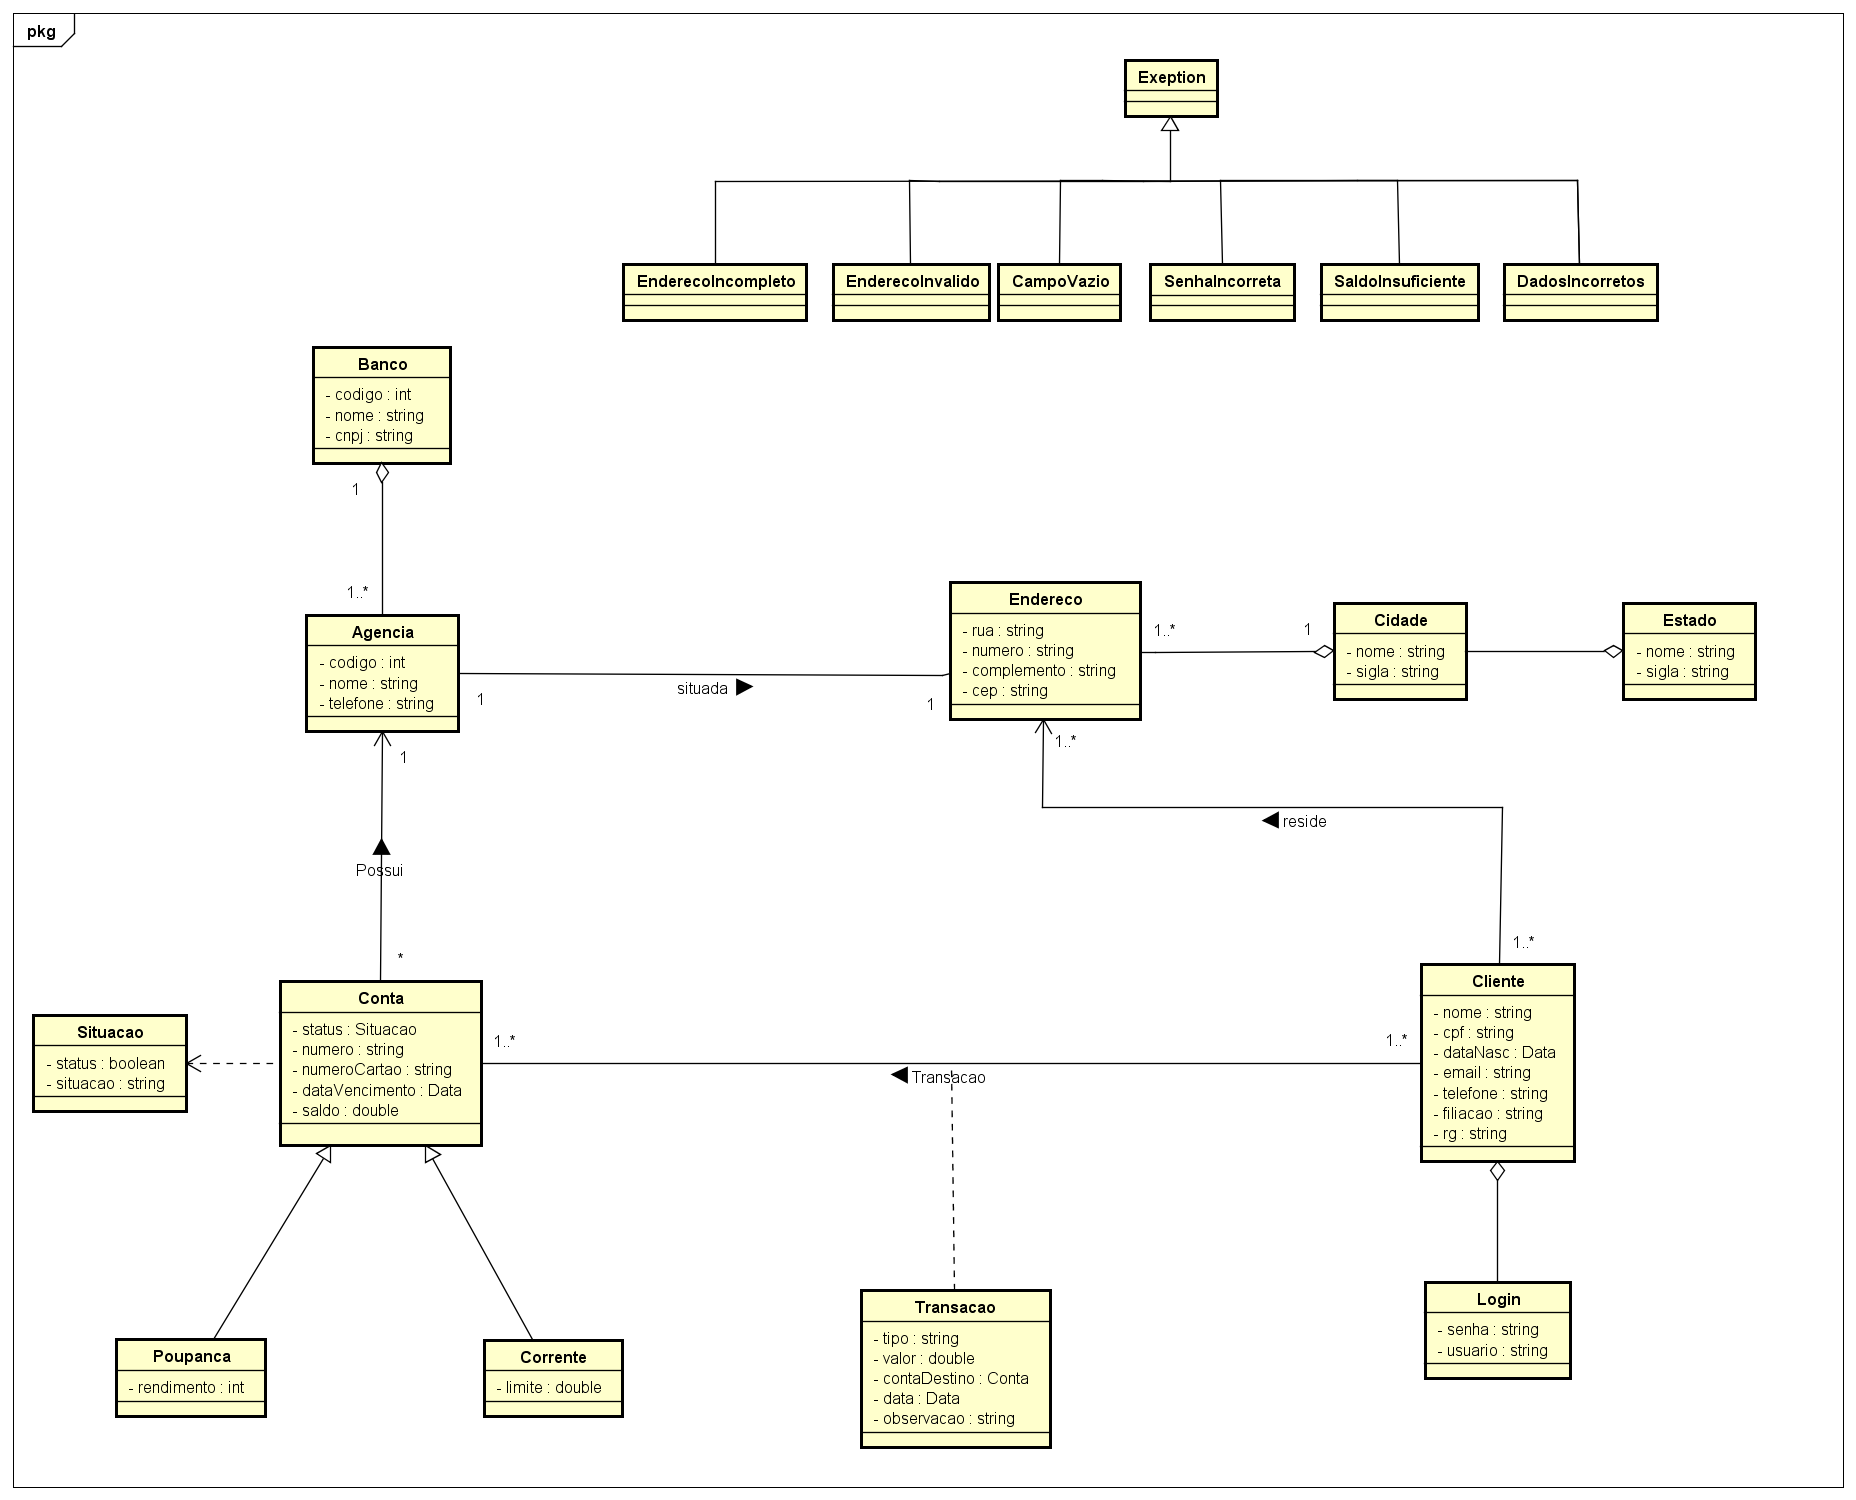 pkg
Exeption
EnderecoIncompleto
EnderecoInvalido
CampoVazio
SenhaIncorreta
SaldoInsuficiente
DadosIncorretos
Banco
- codigo : int
- nome : string
- cnpj : string
1
1..*
Agencia
- codigo : int
- nome : string
- telefone : string
1
situada
1
Endereco
- rua : string
- numero : string
- complemento : string
- cep : string
1..*
1
Cidade
- nome : string
- sigla : string
Estado
- nome : string
- sigla : string
1..*
1
reside
Possui
1..*
*
Situacao
- status : boolean
- situacao : string
Conta
- status : Situacao
- numero : string
- numeroCartao : string
- dataVencimento : Data
- saldo : double
1..*
Transacao
1..*
Cliente
- nome : string
- cpf : string
- dataNasc : Data
- email : string
- telefone : string
- filiacao : string
- rg : string
Poupanca
- rendimento : int
Corrente
- limite : double
Transacao
- tipo : string
- valor : double
- contaDestino : Conta
- data : Data
- observacao : string
Login
- senha : string
- usuario : string